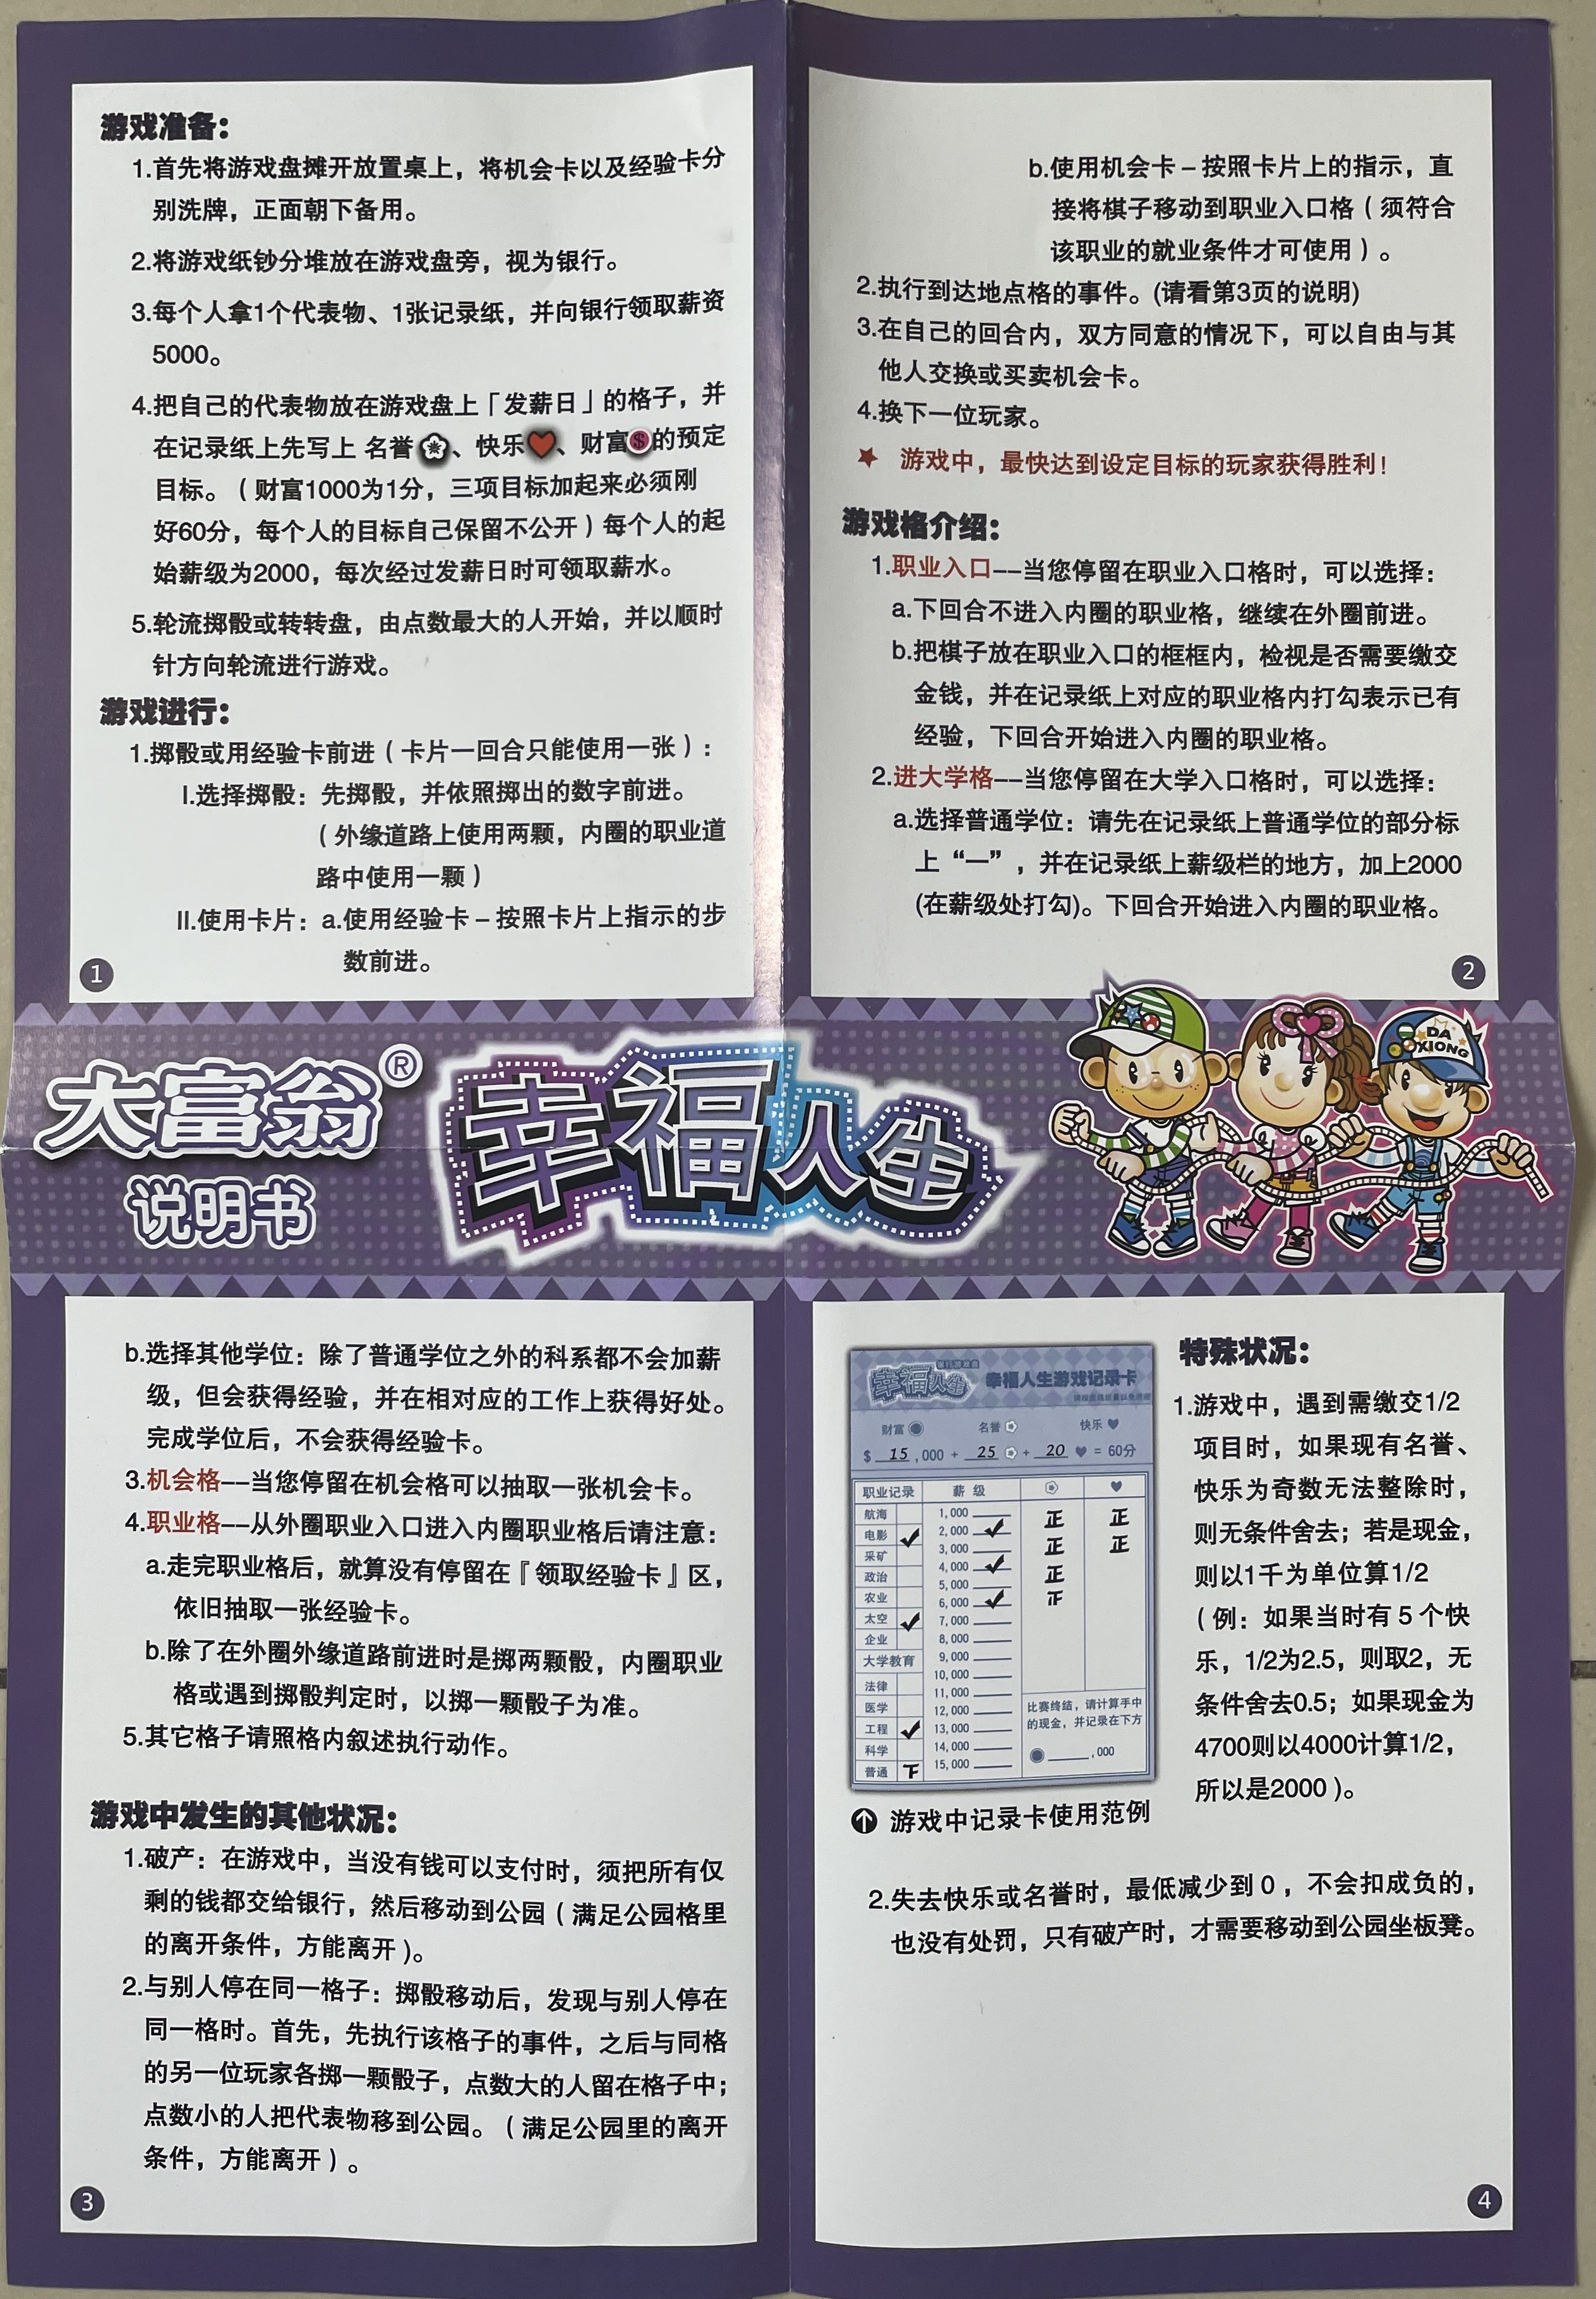 游戏准备：
1.首先将游戏盘摊开放置桌上，将机会卡以及经验卡分
别洗牌，正面朝下备用。
2.将游戏纸钞分堆放在游戏盘旁，视为银行。
3.每个人拿1个代表物、1张记录纸，并向银行领取薪资
5000。
4.把自己的代表物放在游戏盘上「发薪日」的格子，并
在记录纸上先写上 名誉、快乐、财富$的预定
目标。（财富1000为1分，三项目标加起来必须刚
好60分，每个人的目标自己保留不公开）每个人的起
始薪级为2000，每次经过发薪日时可领取薪水。
5.轮流掷骰或转转盘，由点数最大的人开始，并以顺时
针方向轮流进行游戏。
游戏进行：
1.掷骰或用经验卡前进（卡片一回合只能使用一张）：
I.选择掷骰：先掷骰，并依照掷出的数字前进。
（外缘道路上使用两颗，内圈的职业道
路中使用一颗）
II.使用卡片：a.使用经验卡－按照卡片上指示的步
数前进。
1
b.使用机会卡－按照卡片上的指示，直
接将棋子移动到职业入口格（须符合
该职业的就业条件才可使用）。
2.执行到达地点格的事件。(请看第3页的说明)
3.在自己的回合内，双方同意的情况下，可以自由与其
他人交换或买卖机会卡。
4.换下一位玩家。
★ 游戏中，最快达到设定目标的玩家获得胜利！
游戏格介绍：
1.职业入口--当您停留在职业入口格时，可以选择：
a.下回合不进入内圈的职业格，继续在外圈前进。
b.把棋子放在职业入口的框框内，检视是否需要缴交
金钱，并在记录纸上对应的职业格内打勾表示已有
经验，下回合开始进入内圈的职业格。
2.进大学格--当您停留在大学入口格时，可以选择：
a.选择普通学位：请先在记录纸上普通学位的部分标
上“一”，并在记录纸上薪级栏的地方，加上2000
(在薪级处打勾)。下回合开始进入内圈的职业格。
2
大富翁®
幸福人生
说明书
DA
XIONG
b.选择其他学位：除了普通学位之外的科系都不会加薪
级，但会获得经验，并在相对应的工作上获得好处。
完成学位后，不会获得经验卡。
3.机会格--当您停留在机会格可以抽取一张机会卡。
4.职业格--从外圈职业入口进入内圈职业格后请注意：
a.走完职业格后，就算没有停留在『领取经验卡』区，
依旧抽取一张经验卡。
b.除了在外圈外缘道路前进时是掷两颗骰，内圈职业
格或遇到掷骰判定时，以掷一颗骰子为准。
5.其它格子请照格内叙述执行动作。
游戏中发生的其他状况：
1.破产：在游戏中，当没有钱可以支付时，须把所有仅
剩的钱都交给银行，然后移动到公园（满足公园格里
的离开条件，方能离开）。
2.与别人停在同一格子：掷骰移动后，发现与别人停在
同一格时。首先，先执行该格子的事件，之后与同格
的另一位玩家各掷一颗骰子，点数大的人留在格子中；
点数小的人把代表物移到公园。（满足公园里的离开
条件，方能离开）。
3
幸福人生 幸福人生游戏记录卡
财富 名誉 快乐
$ 15 ,000 + 25 + 20 = 60分
职业记录 薪 级
航海 1,000 正 正
电影 ✓ 2,000 ✓ 正 正
采矿 3,000
政治 4,000 ✓ 正
农业 5,000
太空 ✓ 6,000 ✓
企业 7,000
8,000
大学教育 9,000
法律 10,000
医学 11,000
工程 ✓ 12,000
科学 13,000
普通 14,000
15,000
比赛终结，请计算手中
的现金，并记录在下方
,000
游戏中记录卡使用范例
特殊状况：
1.游戏中，遇到需缴交1/2
项目时，如果现有名誉、
快乐为奇数无法整除时，
则无条件舍去；若是现金，
则以1千为单位算1/2
（例：如果当时有5个快
乐，1/2为2.5，则取2，无
条件舍去0.5；如果现金为
4700则以4000计算1/2，
所以是2000）。
2.失去快乐或名誉时，最低减少到0，不会扣成负的，
也没有处罚，只有破产时，才需要移动到公园坐板凳。
4